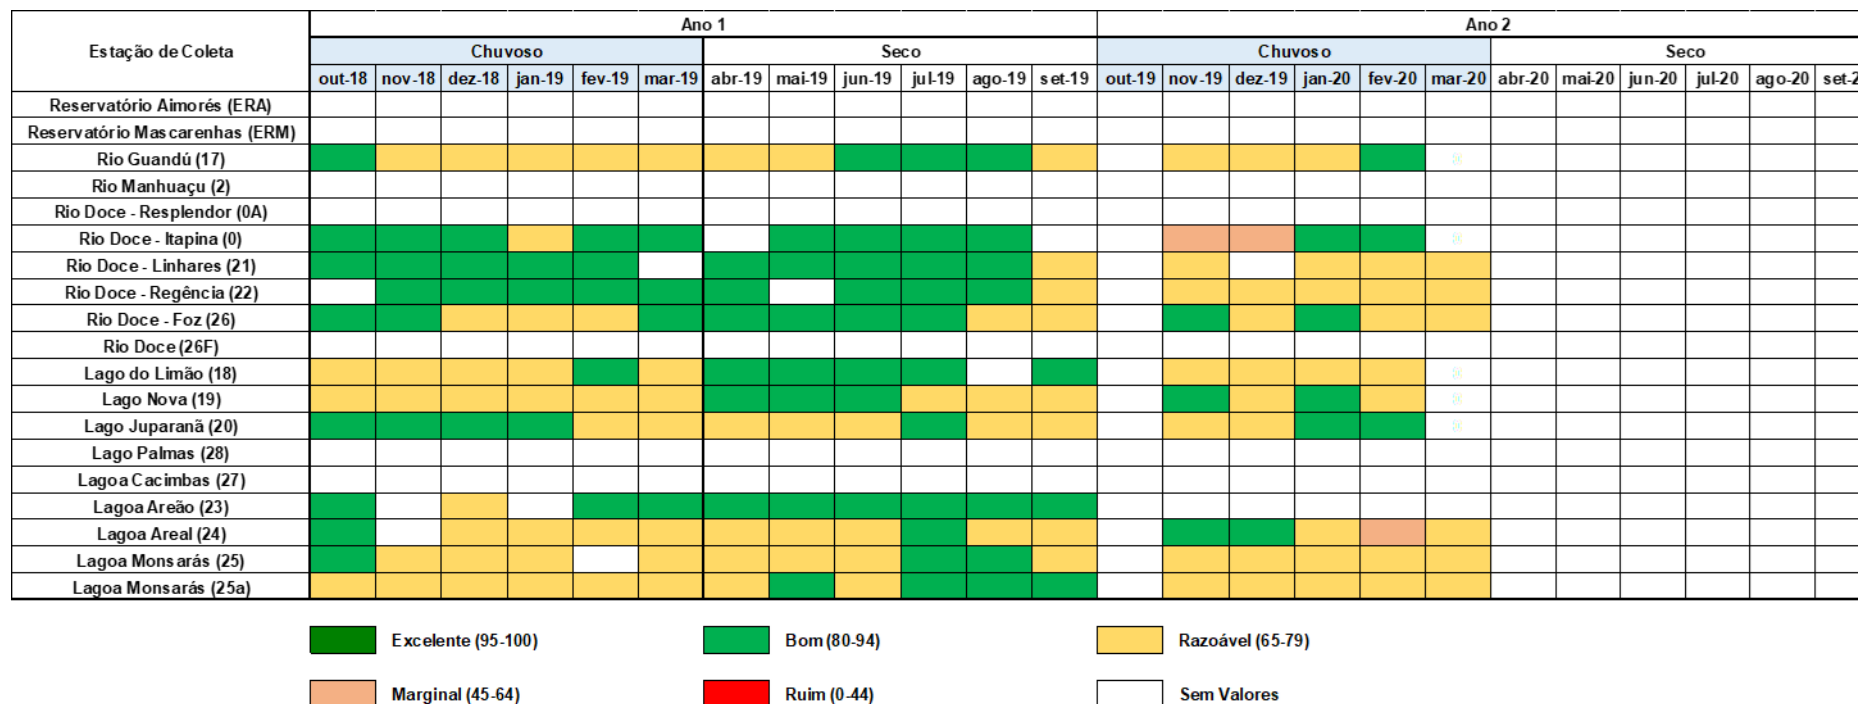 Estação de Coleta
Ano 1
Ano 2
Chuvoso
Seco
Chuvoso
Seco
out-18 nov-18 dez-18 jan-19 fev-19 mar-19 abr-19 mai-19 jun-19 jul-19 ago-19 set-19 out-19 nov-19 dez-19 jan-20 fev-20 mar-20 abr-20 mai-20 jun-20 jul-20 ago-20 set-2
Reservatório Aimorés (ERA)
Reservatório Mascarenhas (ERM)
Rio Guandú (17)
Rio Manhuaçu (2)
Rio Doce - Resplendor (0A)
Rio Doce - Itapina (0)
Rio Doce - Linhares (21)
Rio Doce - Regência (22)
Rio Doce - Foz (26)
Rio Doce (26F)
Lago do Limão (18)
Lago Nova (19)
Lago Juparanã (20)
Lago Palmas (28)
Lagoa Cacimbas (27)
Lagoa Areão (23)
Lagoa Areal (24)
Lagoa Monsarás (25)
Lagoa Monsarás (25a)
Excelente (95-100)
Bom (80-94)
Razoável (65-79)
Marginal (45-64)
Ruim (0-44)
Sem Valores